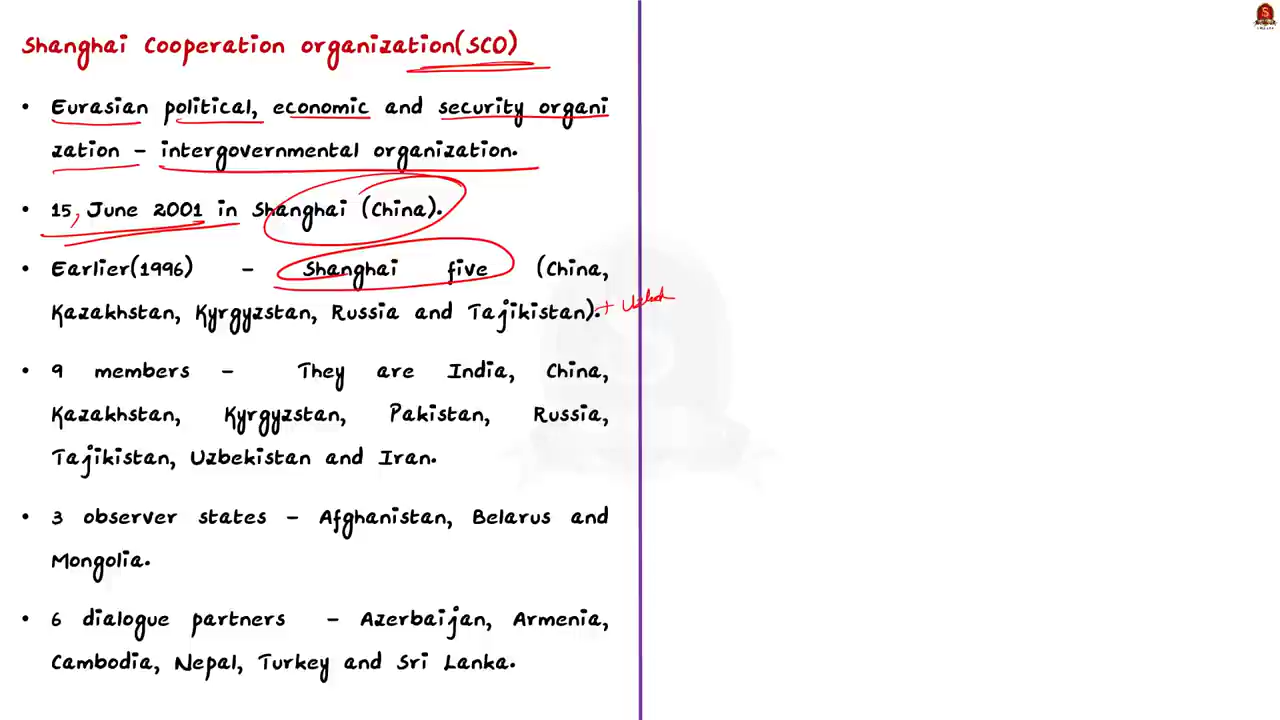 Shanghai Cooperation organization(SCO)
• Eurasian political, economic and security organi
zation - intergovernmental organization.
• 15, June 2001 in Shanghai (China).
• Earlier(1996) - Shanghai five (China,
Kazakhstan, Kyrgyzstan, Russia and Tajikistan).+
• 9 members - They are India, China,
Kazakhstan, Kyrgyzstan, Pakistan, Russia,
Tajikistan, Uzbekistan and Iran.
• 3 observer states - Afghanistan, Belarus and
Mongolia.
• 6 dialogue partners - Azerbaijan, Armenia,
Cambodia, Nepal, Turkey and Sri Lanka.